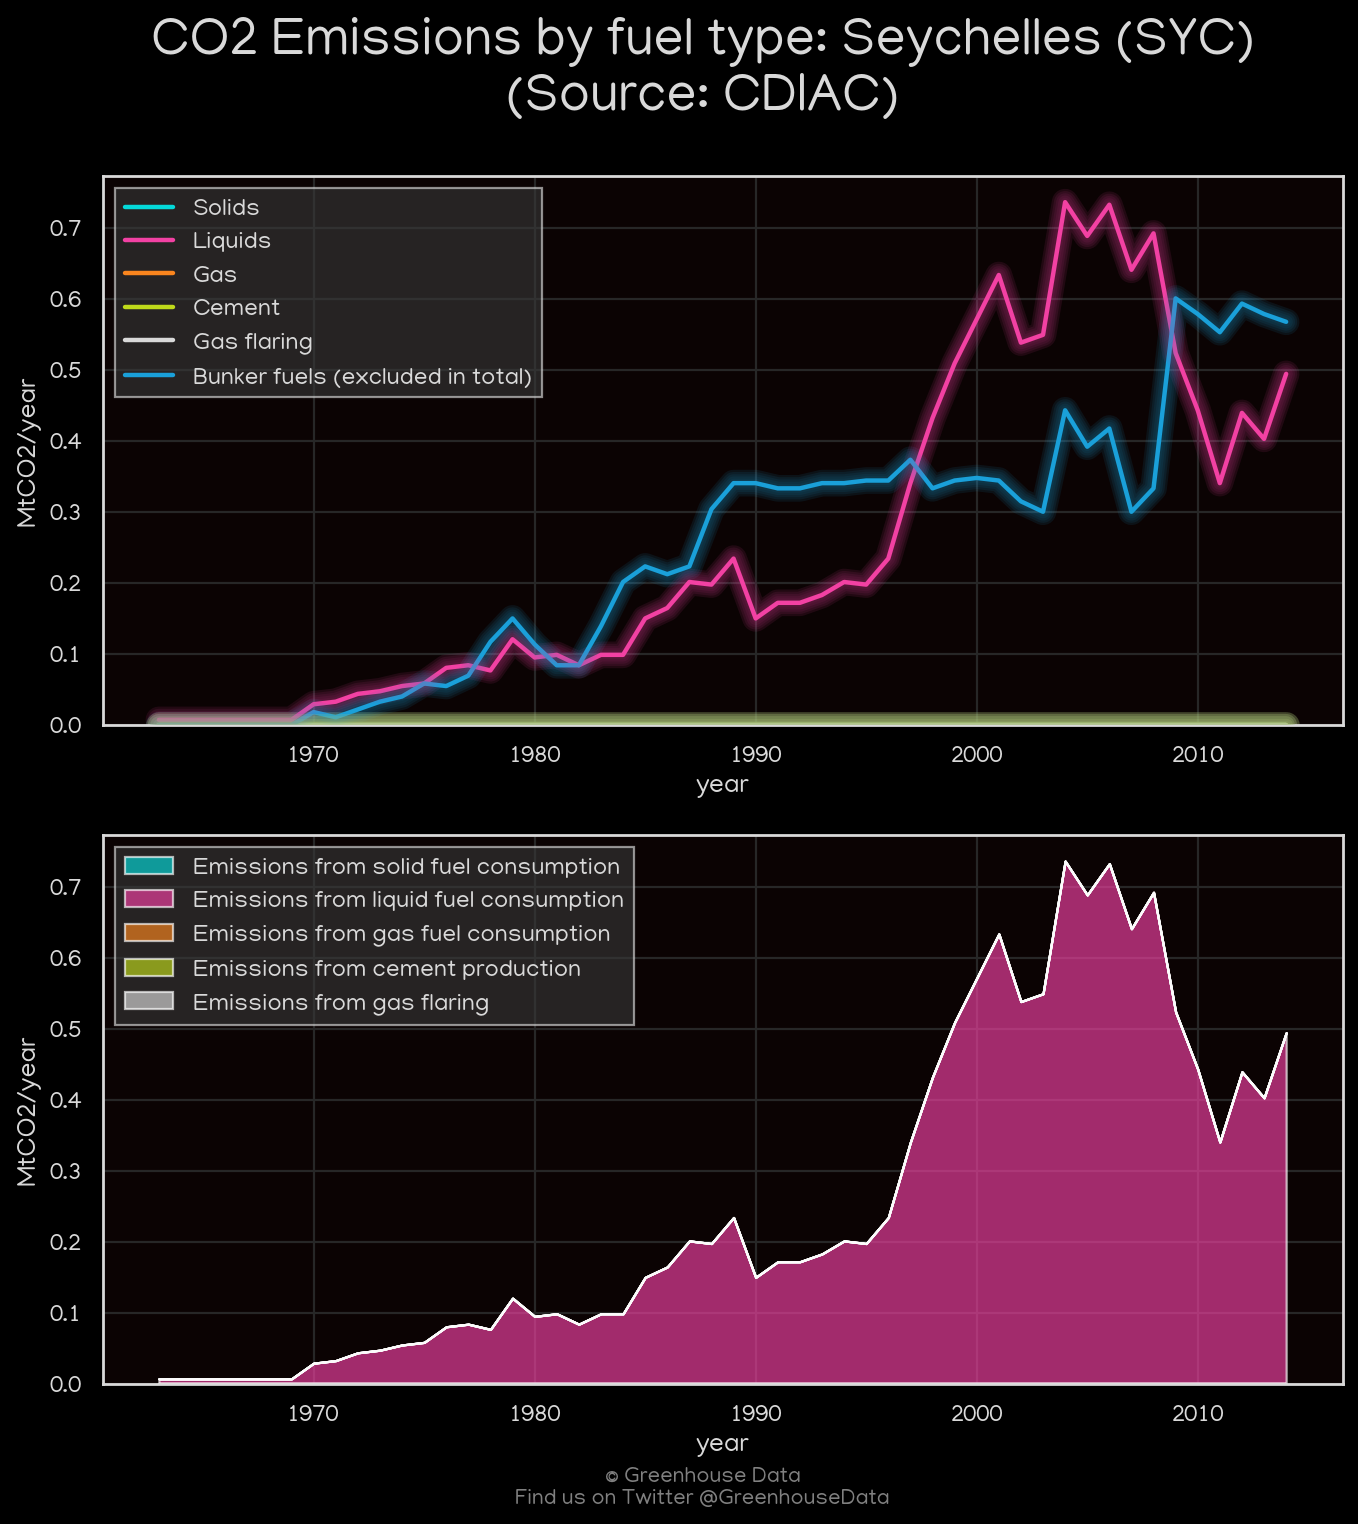 CO2 Emissions by fuel type: Seychelles (SYC)
(Source: CDIAC)
Solids
Liquids
Gas
Cement
Gas flaring
Bunker fuels (excluded in total)
MtCO2/year
0.7
0.6
0.5
0.4
0.3
0.2
0.1
0.0
1970 1980 1990 2000 2010
year
Emissions from solid fuel consumption
Emissions from liquid fuel consumption
Emissions from gas fuel consumption
Emissions from cement production
Emissions from gas flaring
MtCO2/year
0.7
0.6
0.5
0.4
0.3
0.2
0.1
0.0
1970 1980 1990 2000 2010
year
© Greenhouse Data
Find us on Twitter @GreenhouseData